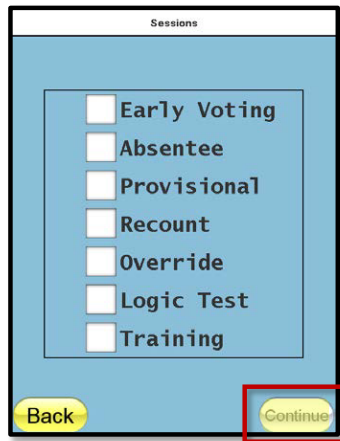 Sessions
Early Voting
Absentee
Provisional
Recount
Override
Logic Test
Training
Back
Continue